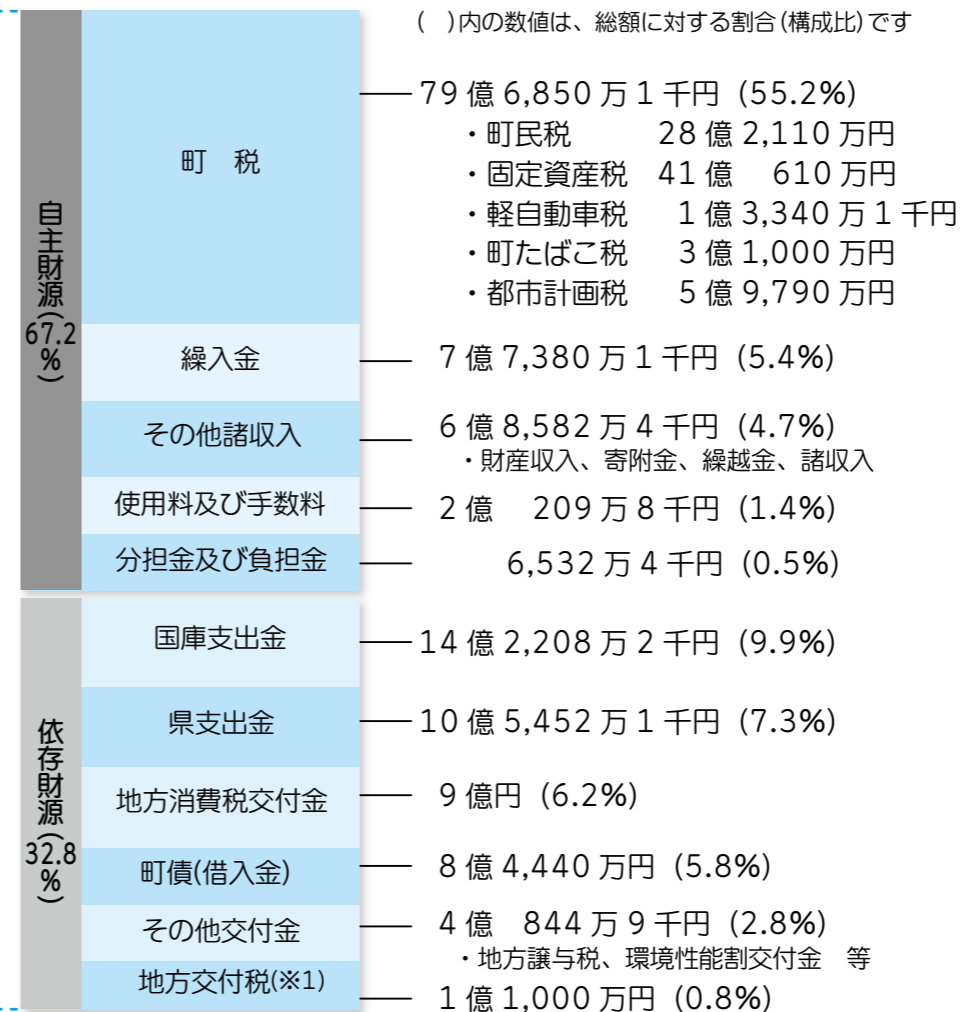 ( )内の数値は、総額に対する割合(構成比)です
自主財源(67.2%)
町 税
79億6,850万1千円 (55.2%)
・町民税 28億2,110万円
・固定資産税 41億 610万円
・軽自動車税 1億3,340万1千円
・町たばこ税 3億1,000万円
・都市計画税 5億9,790万円
繰入金
7億7,380万1千円 (5.4%)
その他諸収入
6億8,582万4千円 (4.7%)
・財産収入、寄附金、繰越金、諸収入
使用料及び手数料
2億 209万8千円 (1.4%)
分担金及び負担金
6,532万4千円 (0.5%)
依存財源(32.8%)
国庫支出金
14億2,208万2千円 (9.9%)
県支出金
10億5,452万1千円 (7.3%)
地方消費税交付金
9億円 (6.2%)
町債(借入金)
8億4,440万円 (5.8%)
その他交付金
4億 844万9千円 (2.8%)
・地方譲与税、環境性能割交付金 等
地方交付税(※1)
1億1,000万円 (0.8%)